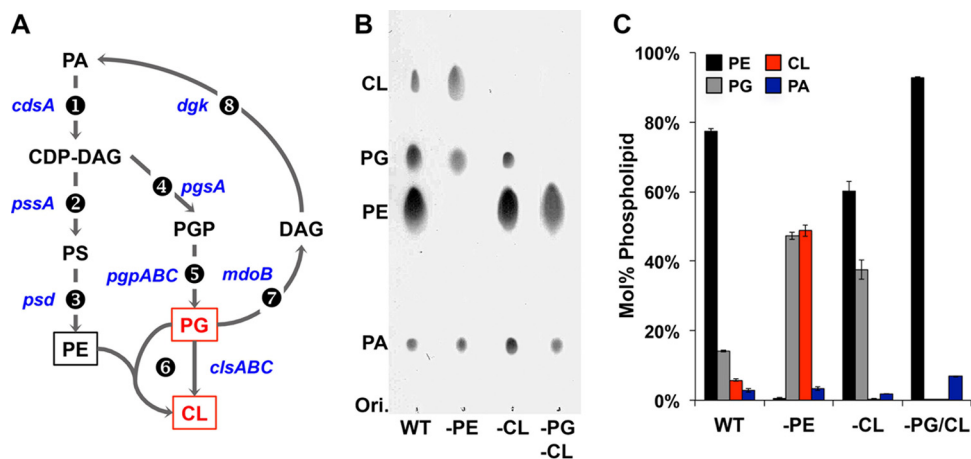 A
PA
cdsA
1
dgk
8
CDP-DAG
4
pgsA
pssA
2
PGP
DAG
PS
pgpABC
5
mdoB
psd
3
7
PG
PE
6
clsABC
CL
B
CL
PG
PE
PA
Ori.
WT -PE -CL -PG
-CL
C
100%
PE CL
PG PA
80%
60%
40%
20%
0%
Mol% Phospholipid
WT -PE -CL -PG/CL